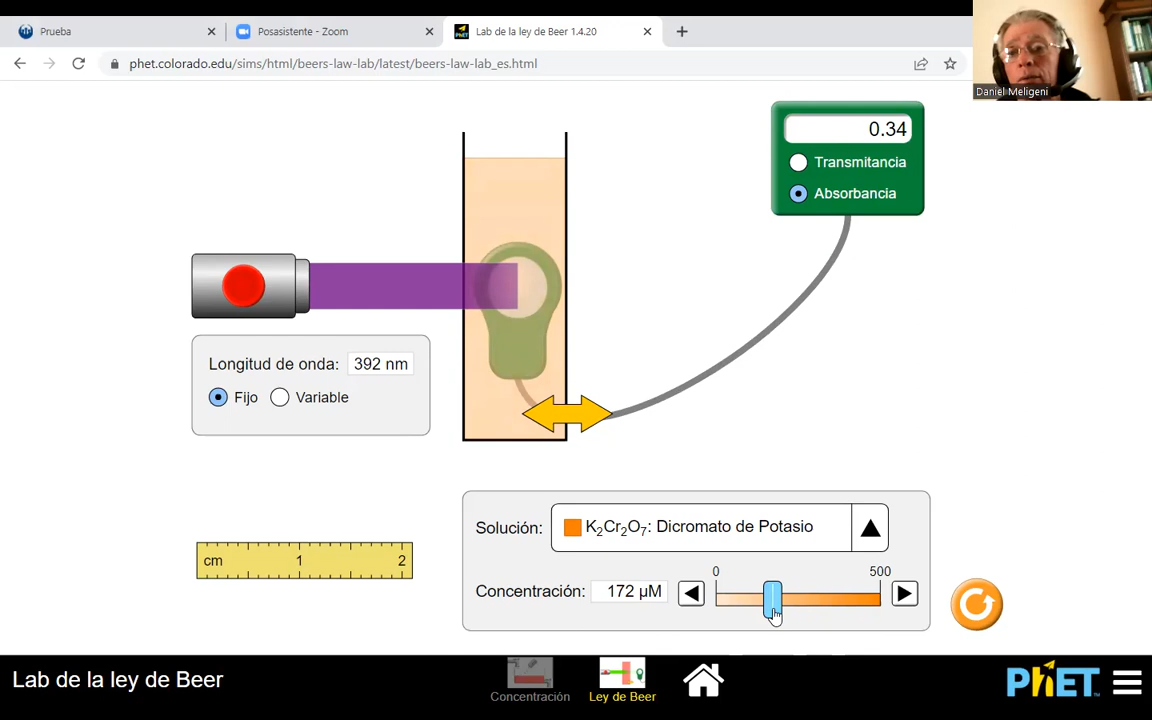 Prueba
Posasistente - Zoom
PhET
Lab de la ley de Beer 1.4.20
phet.colorado.edu/sims/html/beers-law-lab/latest/beers-law-lab_es.html
Daniel Meligeni
0.34
Transmitancia
Absorbancia
Longitud de onda: 392 nm
Fijo
Variable
Solución: K₂Cr₂O₇: Dicromato de Potasio
cm 1 2
0 500
Concentración: 172 µM
Lab de la ley de Beer
Concentración
Ley de Beer
PhET